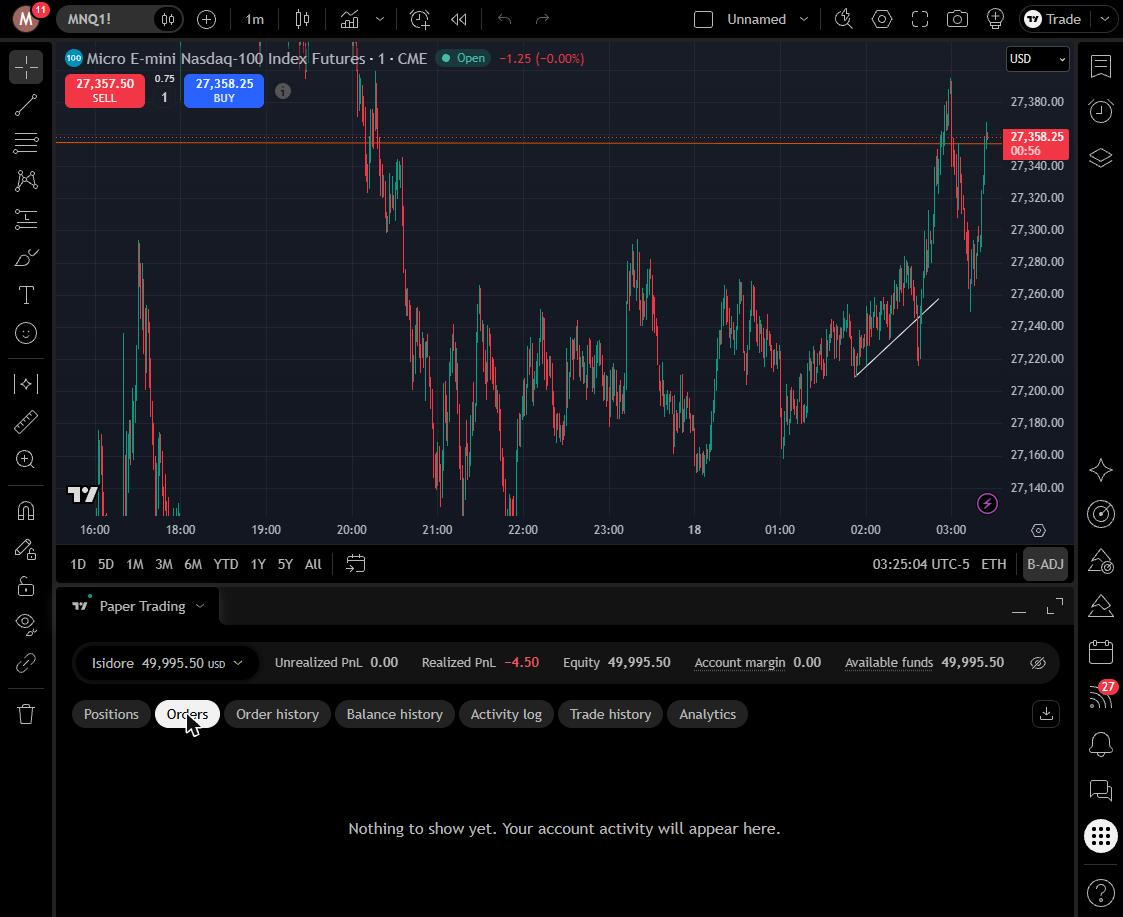 M
11
MNQ1!
1m
Unnamed
Trade
100
Micro E-mini Nasdaq-100 Index Futures · 1 · CME
Open
−1.25 (−0.00%)
27,357.50
SELL
0.75
1
27,358.25
BUY
USD
27,380.00
27,358.25
00:56
27,340.00
27,320.00
27,300.00
27,280.00
27,260.00
27,240.00
27,220.00
27,200.00
27,180.00
27,160.00
27,140.00
16:00 18:00 19:00 20:00 21:00 22:00 23:00 18 01:00 02:00 03:00
1D 5D 1M 3M 6M YTD 1Y 5Y All
03:25:04 UTC-5 ETH B-ADJ
Paper Trading
Isidore 49,995.50 USD
Unrealized PnL 0.00
Realized PnL −4.50
Equity 49,995.50
Account margin 0.00
Available funds 49,995.50
Positions Orders Order history Balance history Activity log Trade history Analytics
27
Nothing to show yet. Your account activity will appear here.